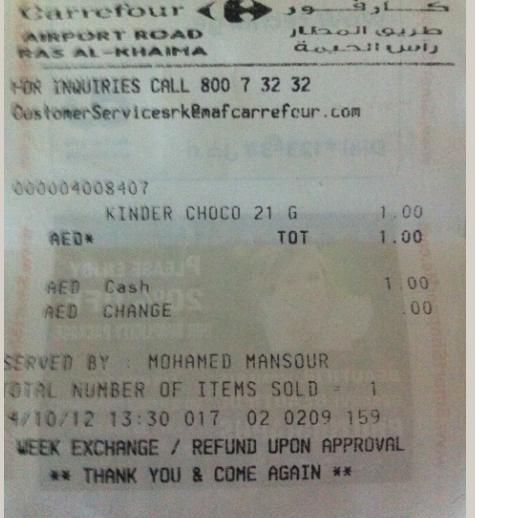 Carrefour كارفور
AIRPORT ROAD طريق المطار
RAS AL-KHAIMA راس الخيمة
FOR INQUIRIES CALL 800 7 32 32
CustomerServicesrk@mafcarrefour.com
000004008407
KINDER CHOCO 21 G 1.00
AED* TOT 1.00
AED Cash 1.00
AED CHANGE .00
SERVED BY : MOHAMED MANSOUR
TOTAL NUMBER OF ITEMS SOLD = 1
4/10/12 13:30 017 02 0209 159
WEEK EXCHANGE / REFUND UPON APPROVAL
** THANK YOU & COME AGAIN **